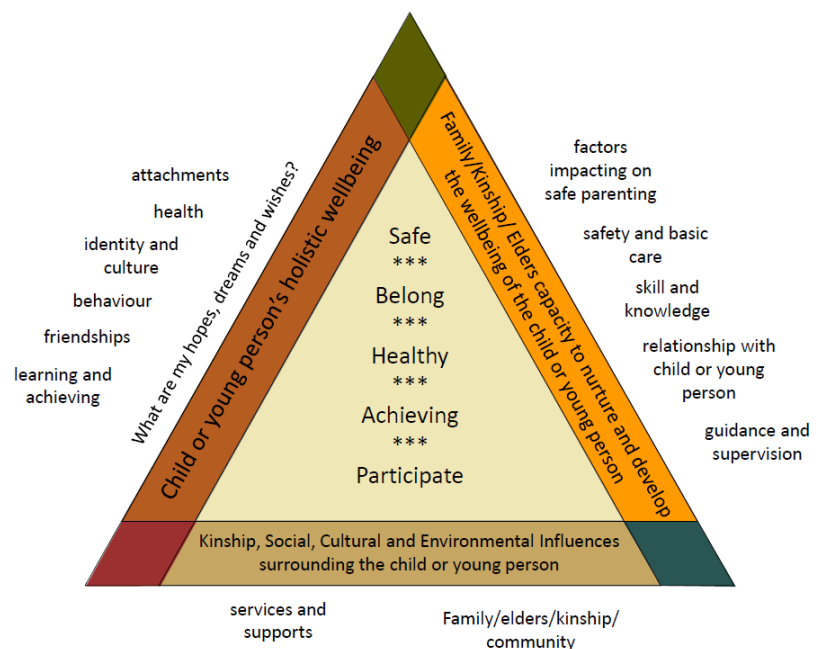 attachments
health
identity and
culture
behaviour
friendships
learning and
achieving
What are my hopes, dreams and wishes?
Child or young person's holistic wellbeing
Safe
***
Belong
***
Healthy
***
Achieving
***
Participate
Family/Kinship/ Elders capacity to nurture and develop
the wellbeing of the child or young person
factors
impacting on
safe parenting
safety and basic
care
skill and
knowledge
relationship with
child or young
person
guidance and
supervision
Kinship, Social, Cultural and Environmental Influences
surrounding the child or young person
services and
supports
Family/elders/kinship/
community